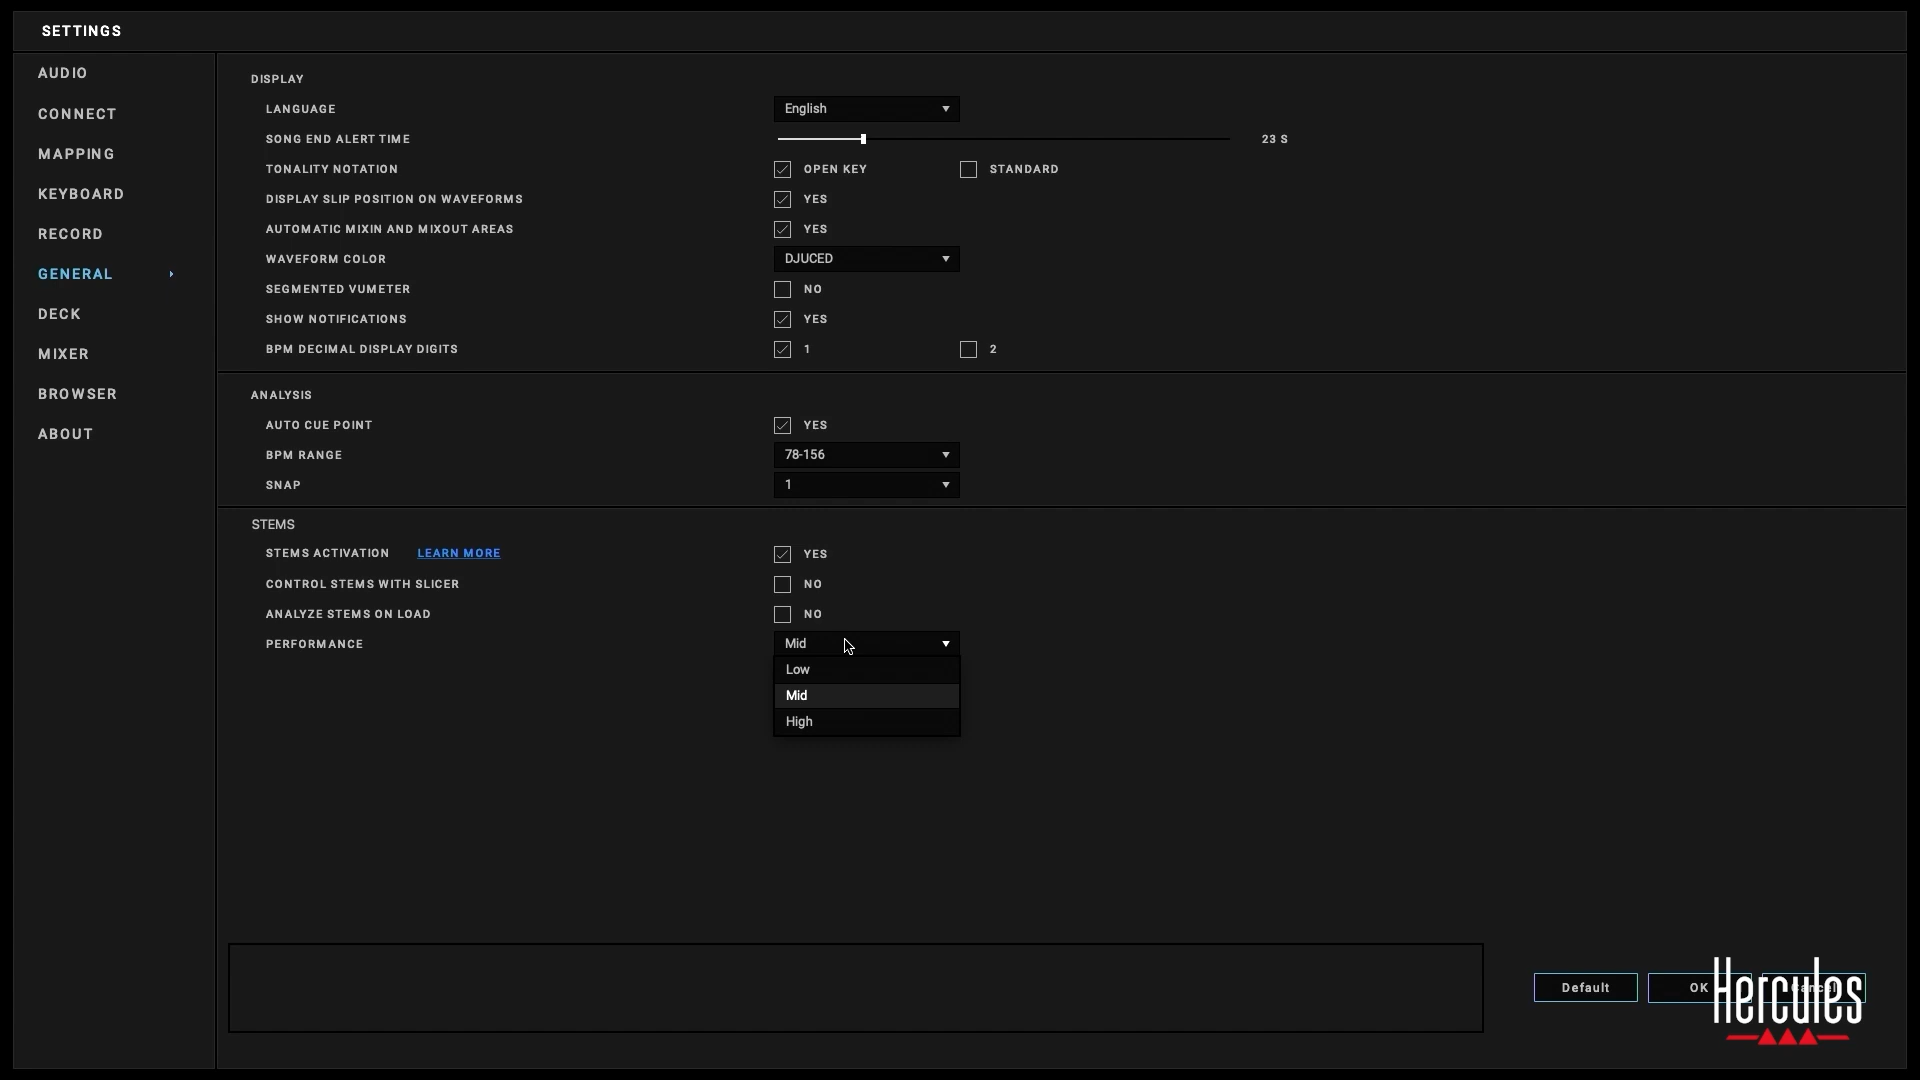 SETTINGS
AUDIO
CONNECT
MAPPING
KEYBOARD
RECORD
GENERAL
DECK
MIXER
BROWSER
ABOUT
DISPLAY
LANGUAGE English
SONG END ALERT TIME 23 S
TONALITY NOTATION OPEN KEY STANDARD
DISPLAY SLIP POSITION ON WAVEFORMS YES
AUTOMATIC MIXIN AND MIXOUT AREAS YES
WAVEFORM COLOR DJUCED
SEGMENTED VUMETER NO
SHOW NOTIFICATIONS YES
BPM DECIMAL DISPLAY DIGITS 1 2
ANALYSIS
AUTO CUE POINT YES
BPM RANGE 78-156
SNAP 1
STEMS
STEMS ACTIVATION LEARN MORE YES
CONTROL STEMS WITH SLICER NO
ANALYZE STEMS ON LOAD NO
PERFORMANCE Mid
Low
Mid
High
Default OK Cancel
Hercules